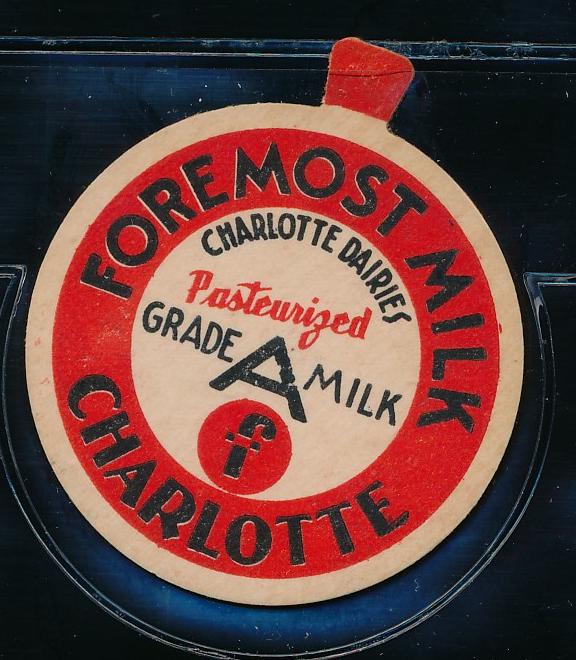 FOREMOST MILK
CHARLOTTE DAIRIES
Pasteurized
GRADE A MILK
f
CHARLOTTE